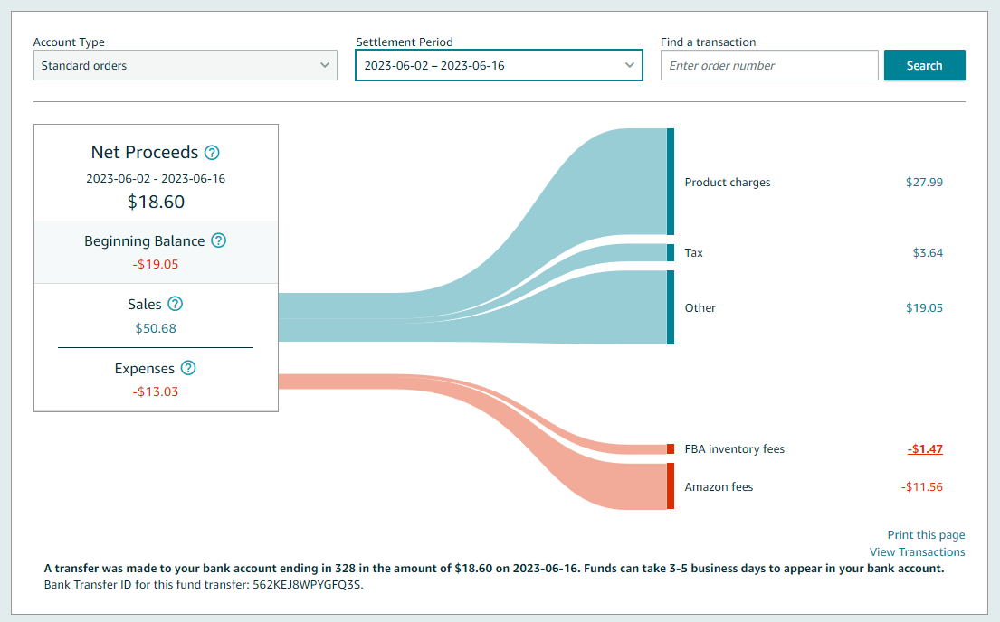 Account Type
Settlement Period
Find a transaction
Standard orders
2023-06-02 – 2023-06-16
Enter order number
Search
Net Proceeds ?
2023-06-02 - 2023-06-16
$18.60
Beginning Balance ?
-$19.05
Sales ?
$50.68
Expenses ?
-$13.03
Product charges $27.99
Tax $3.64
Other $19.05
FBA inventory fees -$1.47
Amazon fees -$11.56
Print this page
View Transactions
A transfer was made to your bank account ending in 328 in the amount of $18.60 on 2023-06-16. Funds can take 3-5 business days to appear in your bank account.
Bank Transfer ID for this fund transfer: 562KEJ8WPYGFQ3S.